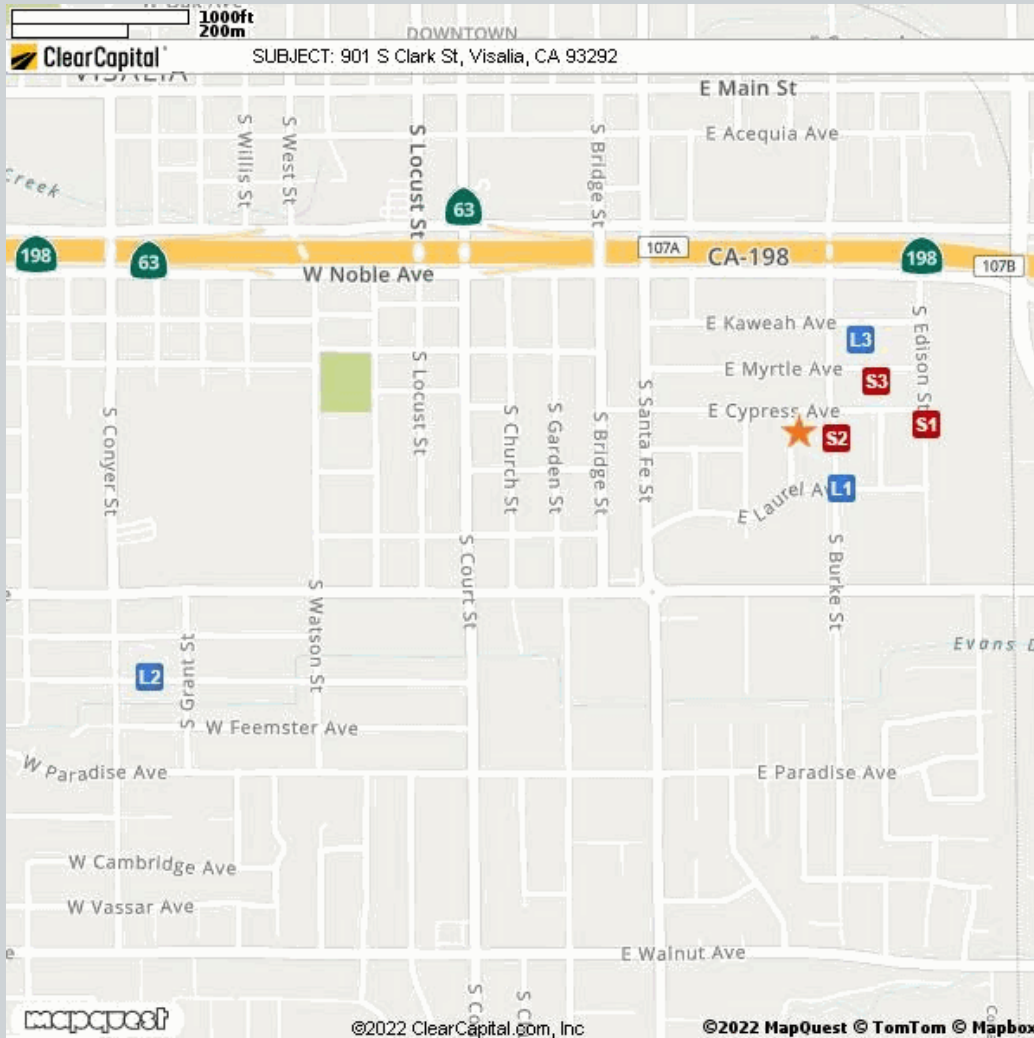 1000ft
200m
DOWNTOWN
ClearCapital
SUBJECT: 901 S Clark St, Visalia, CA 93292
VISALIA
E Main St
E Acequia Ave
S Willis St
S West St
S Locust St
S Bridge St
Creek
63
198
63
107A
CA-198
198
107B
W Noble Ave
E Kaweah Ave
L3
S Edison St
E Myrtle Ave
S3
S Locust St
E Cypress Ave
S1
S2
S Conyer St
S Church St
S Garden St
S Bridge St
S Santa Fe St
E Laurel Av
L1
S Court St
S Burke St
S Watson St
S Grant St
Evans
L2
W Feemster Ave
W Paradise Ave
E Paradise Ave
W Cambridge Ave
W Vassar Ave
E Walnut Ave
mapquest
©2022 ClearCapital.com, Inc
©2022 MapQuest © TomTom © Mapbox